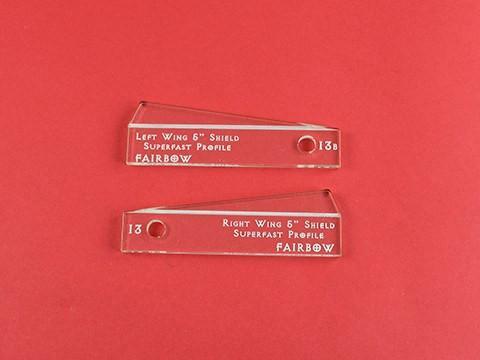 Left Wing 5" Shield
Superfast Profile
FAIRBOW
13B
13
Right Wing 5" Shield
Superfast Profile
FAIRBOW